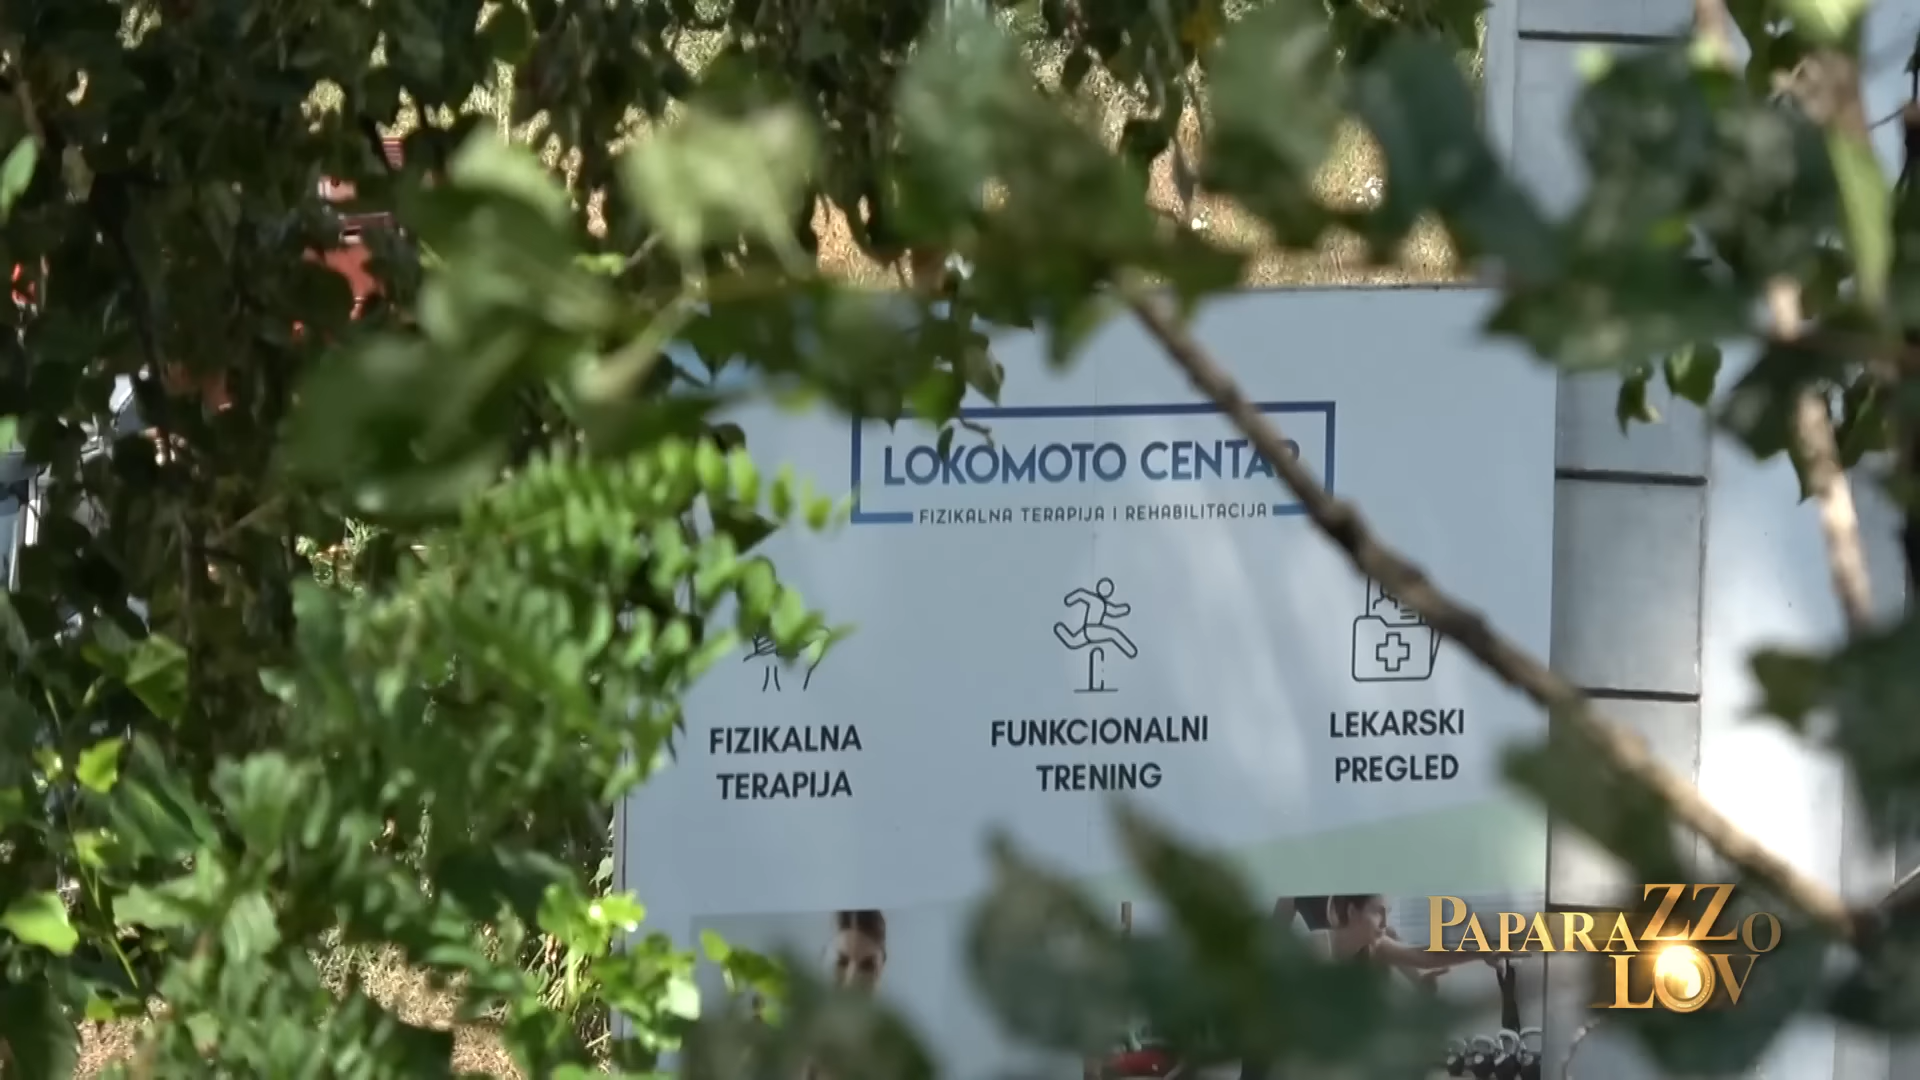 LOKOMOTO CENTAR
FIZIKALNA TERAPIJA I REHABILITACIJA
FIZIKALNA
TERAPIJA
FUNKCIONALNI
TRENING
LEKARSKI
PREGLED
PAPARAZZO
LOV